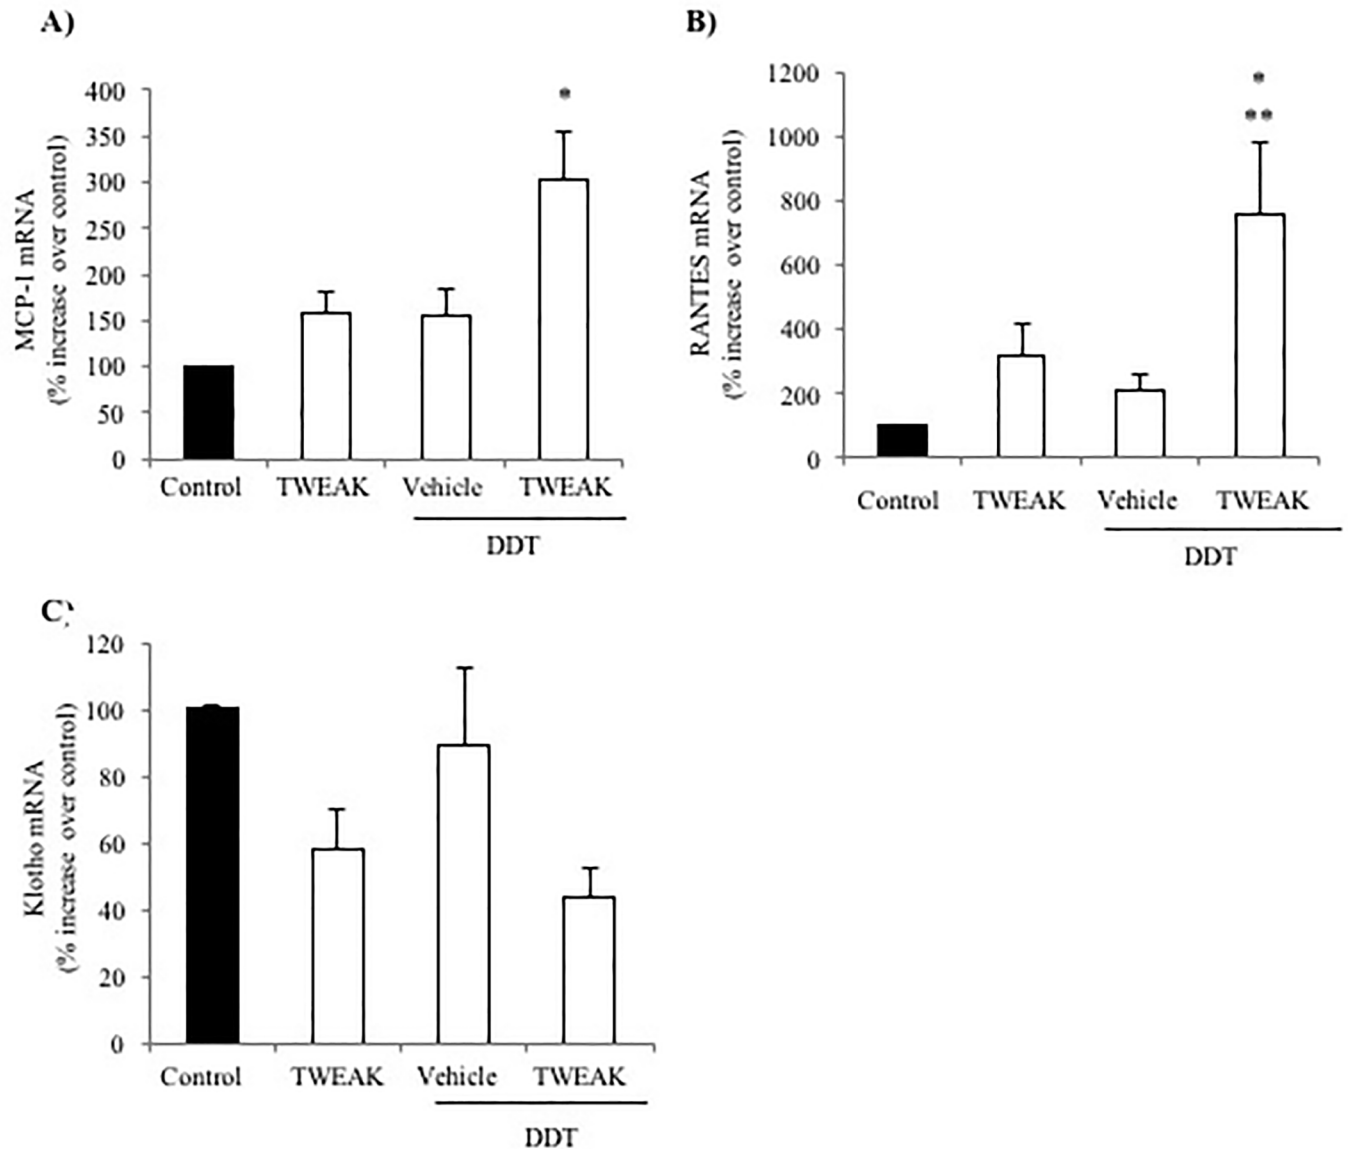 A)
400
350
300
250
200
150
100
50
0
MCP-1 mRNA
(% increase over control)
*
Control TWEAK Vehicle TWEAK
DDT
B)
1200
1000
800
600
400
200
0
RANTES mRNA
(% increase over control)
*
**
Control TWEAK Vehicle TWEAK
DDT
C)
120
100
80
60
40
20
0
Klotho mRNA
(% increase over control)
Control TWEAK Vehicle TWEAK
DDT